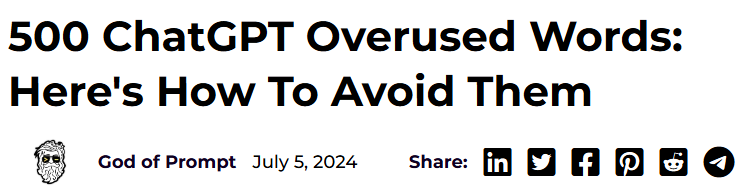 500 ChatGPT Overused Words:
Here's How To Avoid Them
God of Prompt July 5, 2024 Share: